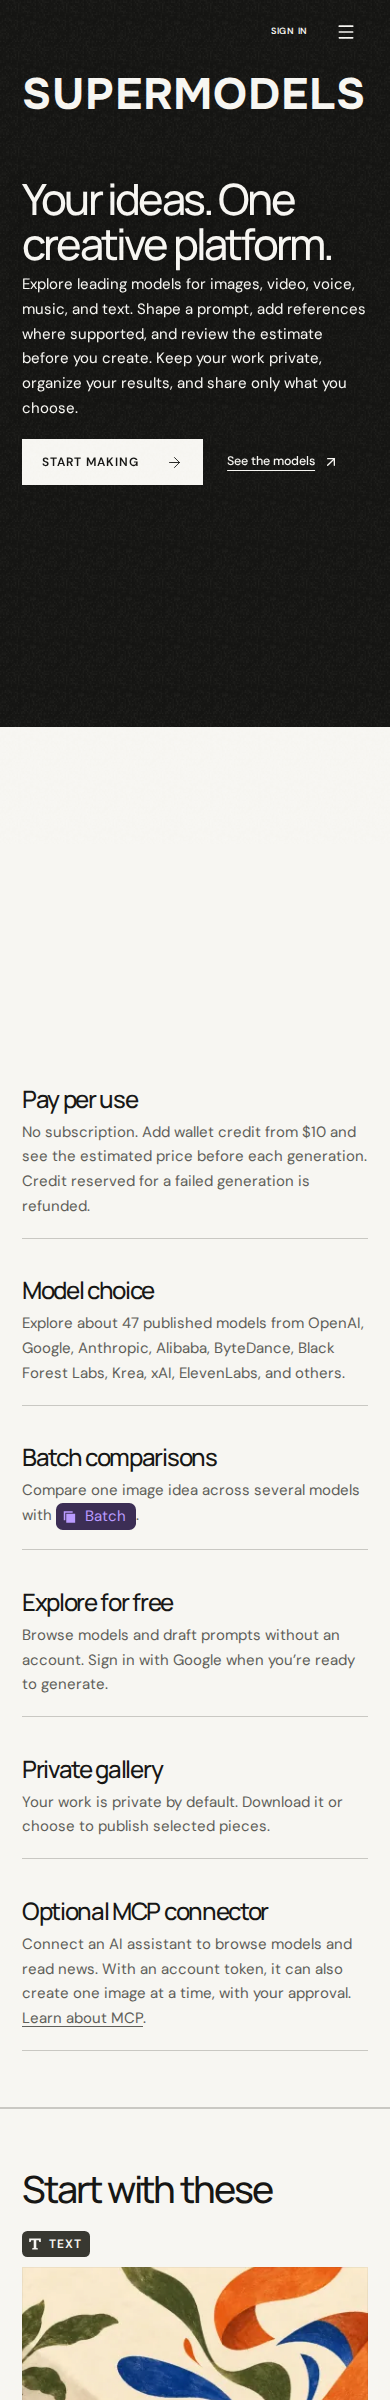 SIGN IN
SUPERMODELS
Your ideas. One
creative platform.
Explore leading models for images, video, voice,
music, and text. Shape a prompt, add references
where supported, and review the estimate
before you create. Keep your work private,
organize your results, and share only what you
choose.
START MAKING
See the models
Pay per use
No subscription. Add wallet credit from $10 and
see the estimated price before each generation.
Credit reserved for a failed generation is
refunded.
Model choice
Explore about 47 published models from OpenAI,
Google, Anthropic, Alibaba, ByteDance, Black
Forest Labs, Krea, xAI, ElevenLabs, and others.
Batch comparisons
Compare one image idea across several models
with Batch.
Explore for free
Browse models and draft prompts without an
account. Sign in with Google when you’re ready
to generate.
Private gallery
Your work is private by default. Download it or
choose to publish selected pieces.
Optional MCP connector
Connect an AI assistant to browse models and
read news. With an account token, it can also
create one image at a time, with your approval.
Learn about MCP.
Start with these
TEXT